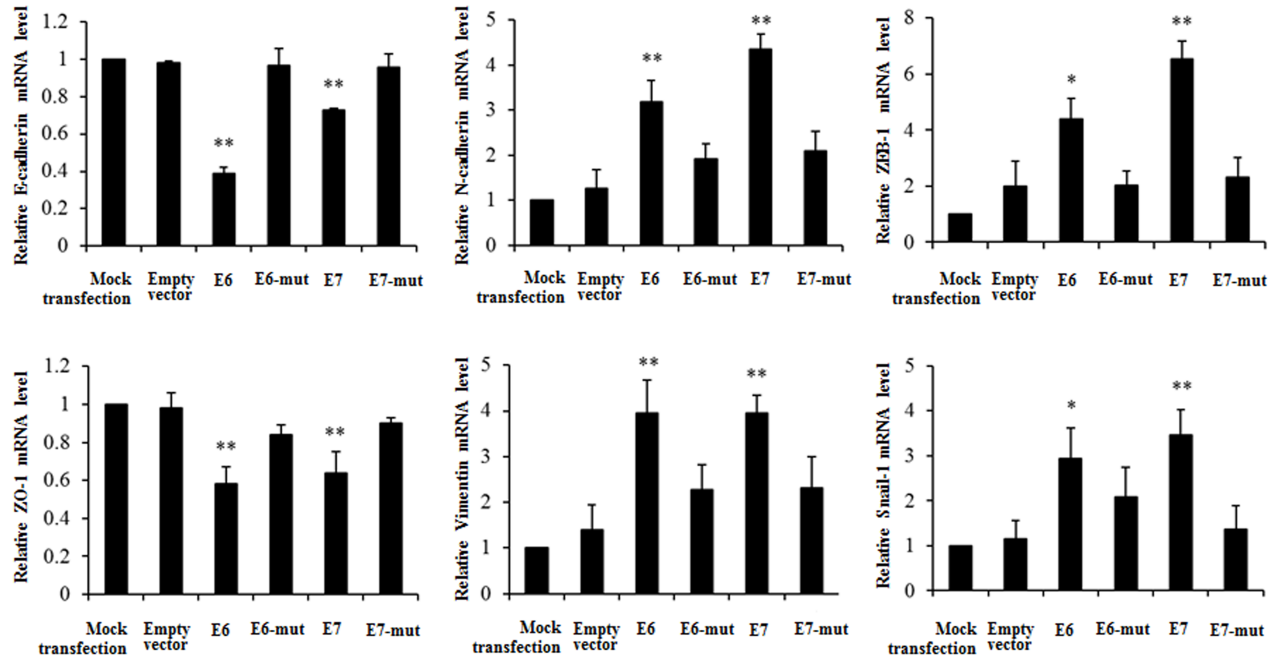 Relative E-cadherin mRNA level
1.2
1
0.8
0.6
0.4
0.2
0
**
**
Mock
transfection
Empty
vector
E6
E6-mut
E7
E7-mut
Relative N-cadherin mRNA level
5
4
3
2
1
0
**
**
Mock
transfection
Empty
vector
E6
E6-mut
E7
E7-mut
Relative ZEB-1 mRNA level
8
6
4
2
0
*
**
Mock
transfection
Empty
vector
E6
E6-mut
E7
E7-mut
Relative ZO-1 mRNA level
1.2
1
0.8
0.6
0.4
0.2
0
**
**
Mock
transfection
Empty
vector
E6
E6-mut
E7
E7-mut
Relative Vimentin mRNA level
5
4
3
2
1
0
**
**
Mock
transfection
Empty
vector
E6
E6-mut
E7
E7-mut
Relative Snail-1 mRNA level
5
4
3
2
1
0
*
**
Mock
transfection
Empty
vector
E6
E6-mut
E7
E7-mut